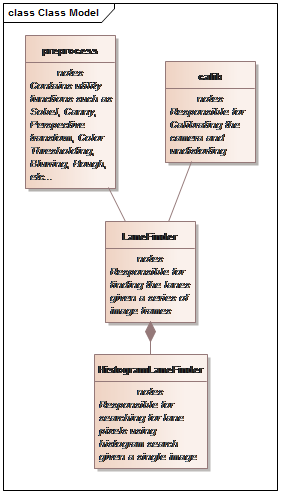 class Class Model
preprocess
notes
Contains utility
functions such as
Sobel, Canny,
Perspective
transform, Color
Thresholding,
Blurring, Hough,
etc...
calib
notes
Responsible for
Calibrating the
camera and
undistorting
LaneFinder
notes
Responsible for
finding the lanes
given a series of
image frames
HistogramLaneFinder
notes
Responsible for
searching for lane
pixels using
histogram search
given a single image